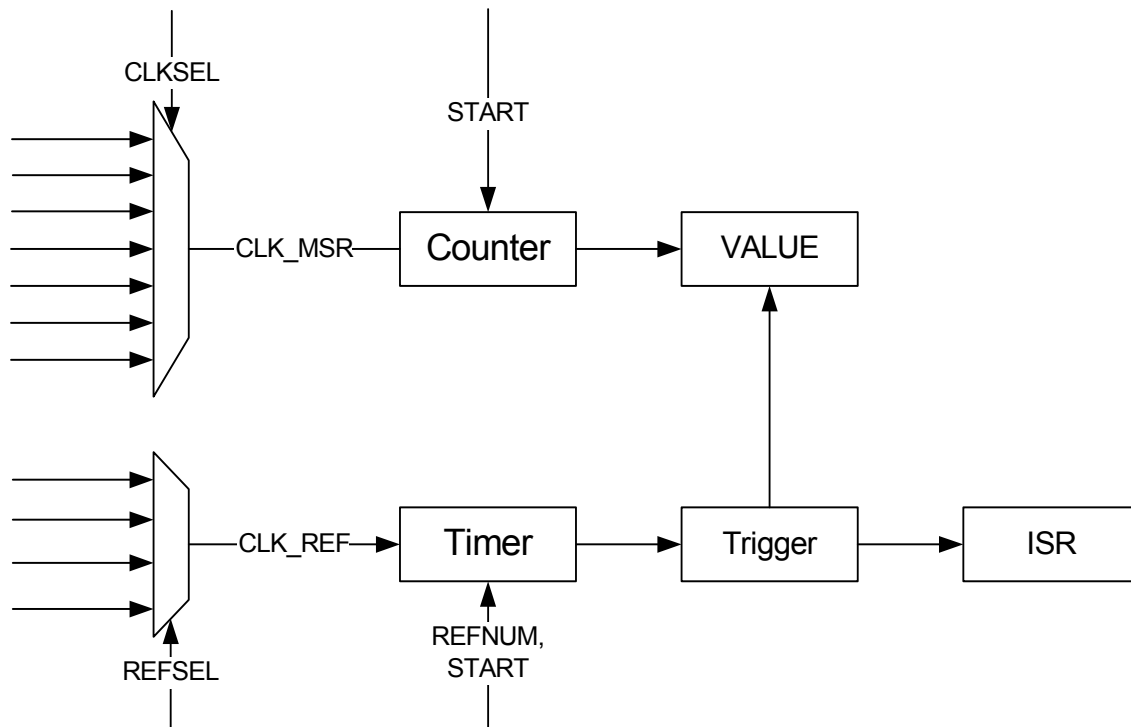 CLKSEL
START
CLK_MSR
Counter
VALUE
CLK_REF
Timer
Trigger
ISR
REFNUM,
START
REFSEL